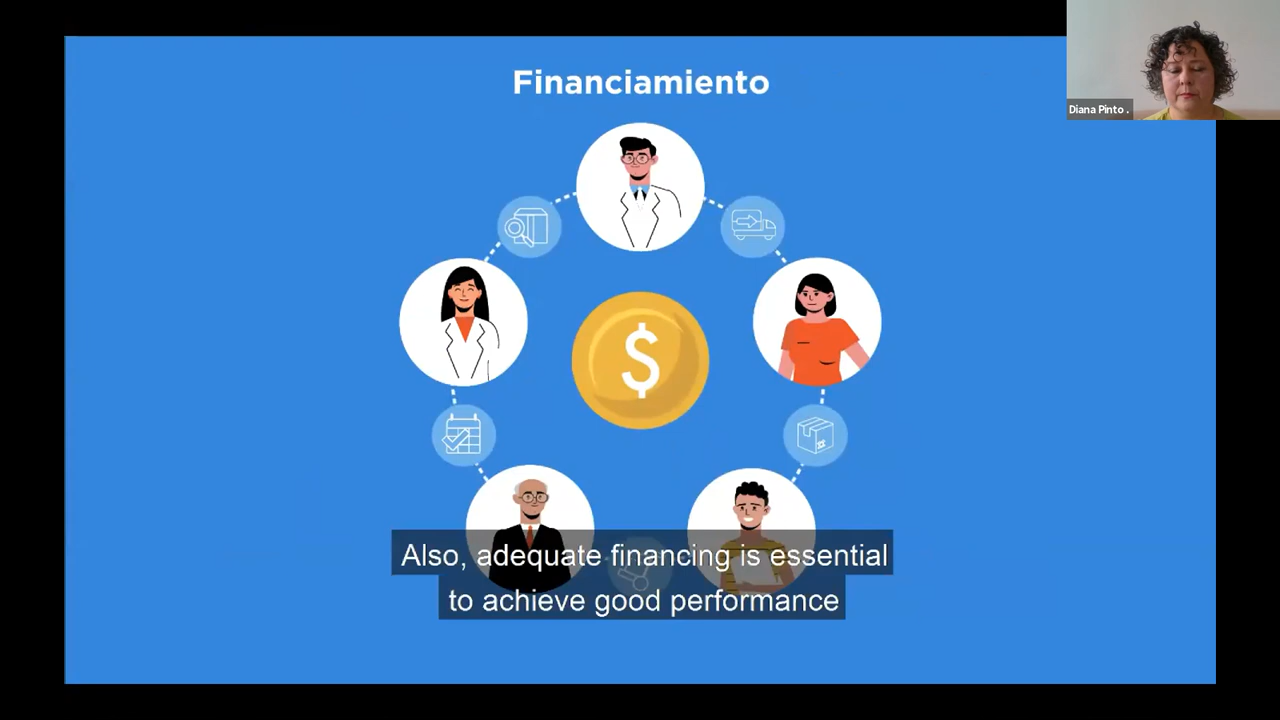 Financiamiento
Diana Pinto .
$
Also, adequate financing is essential
to achieve good performance